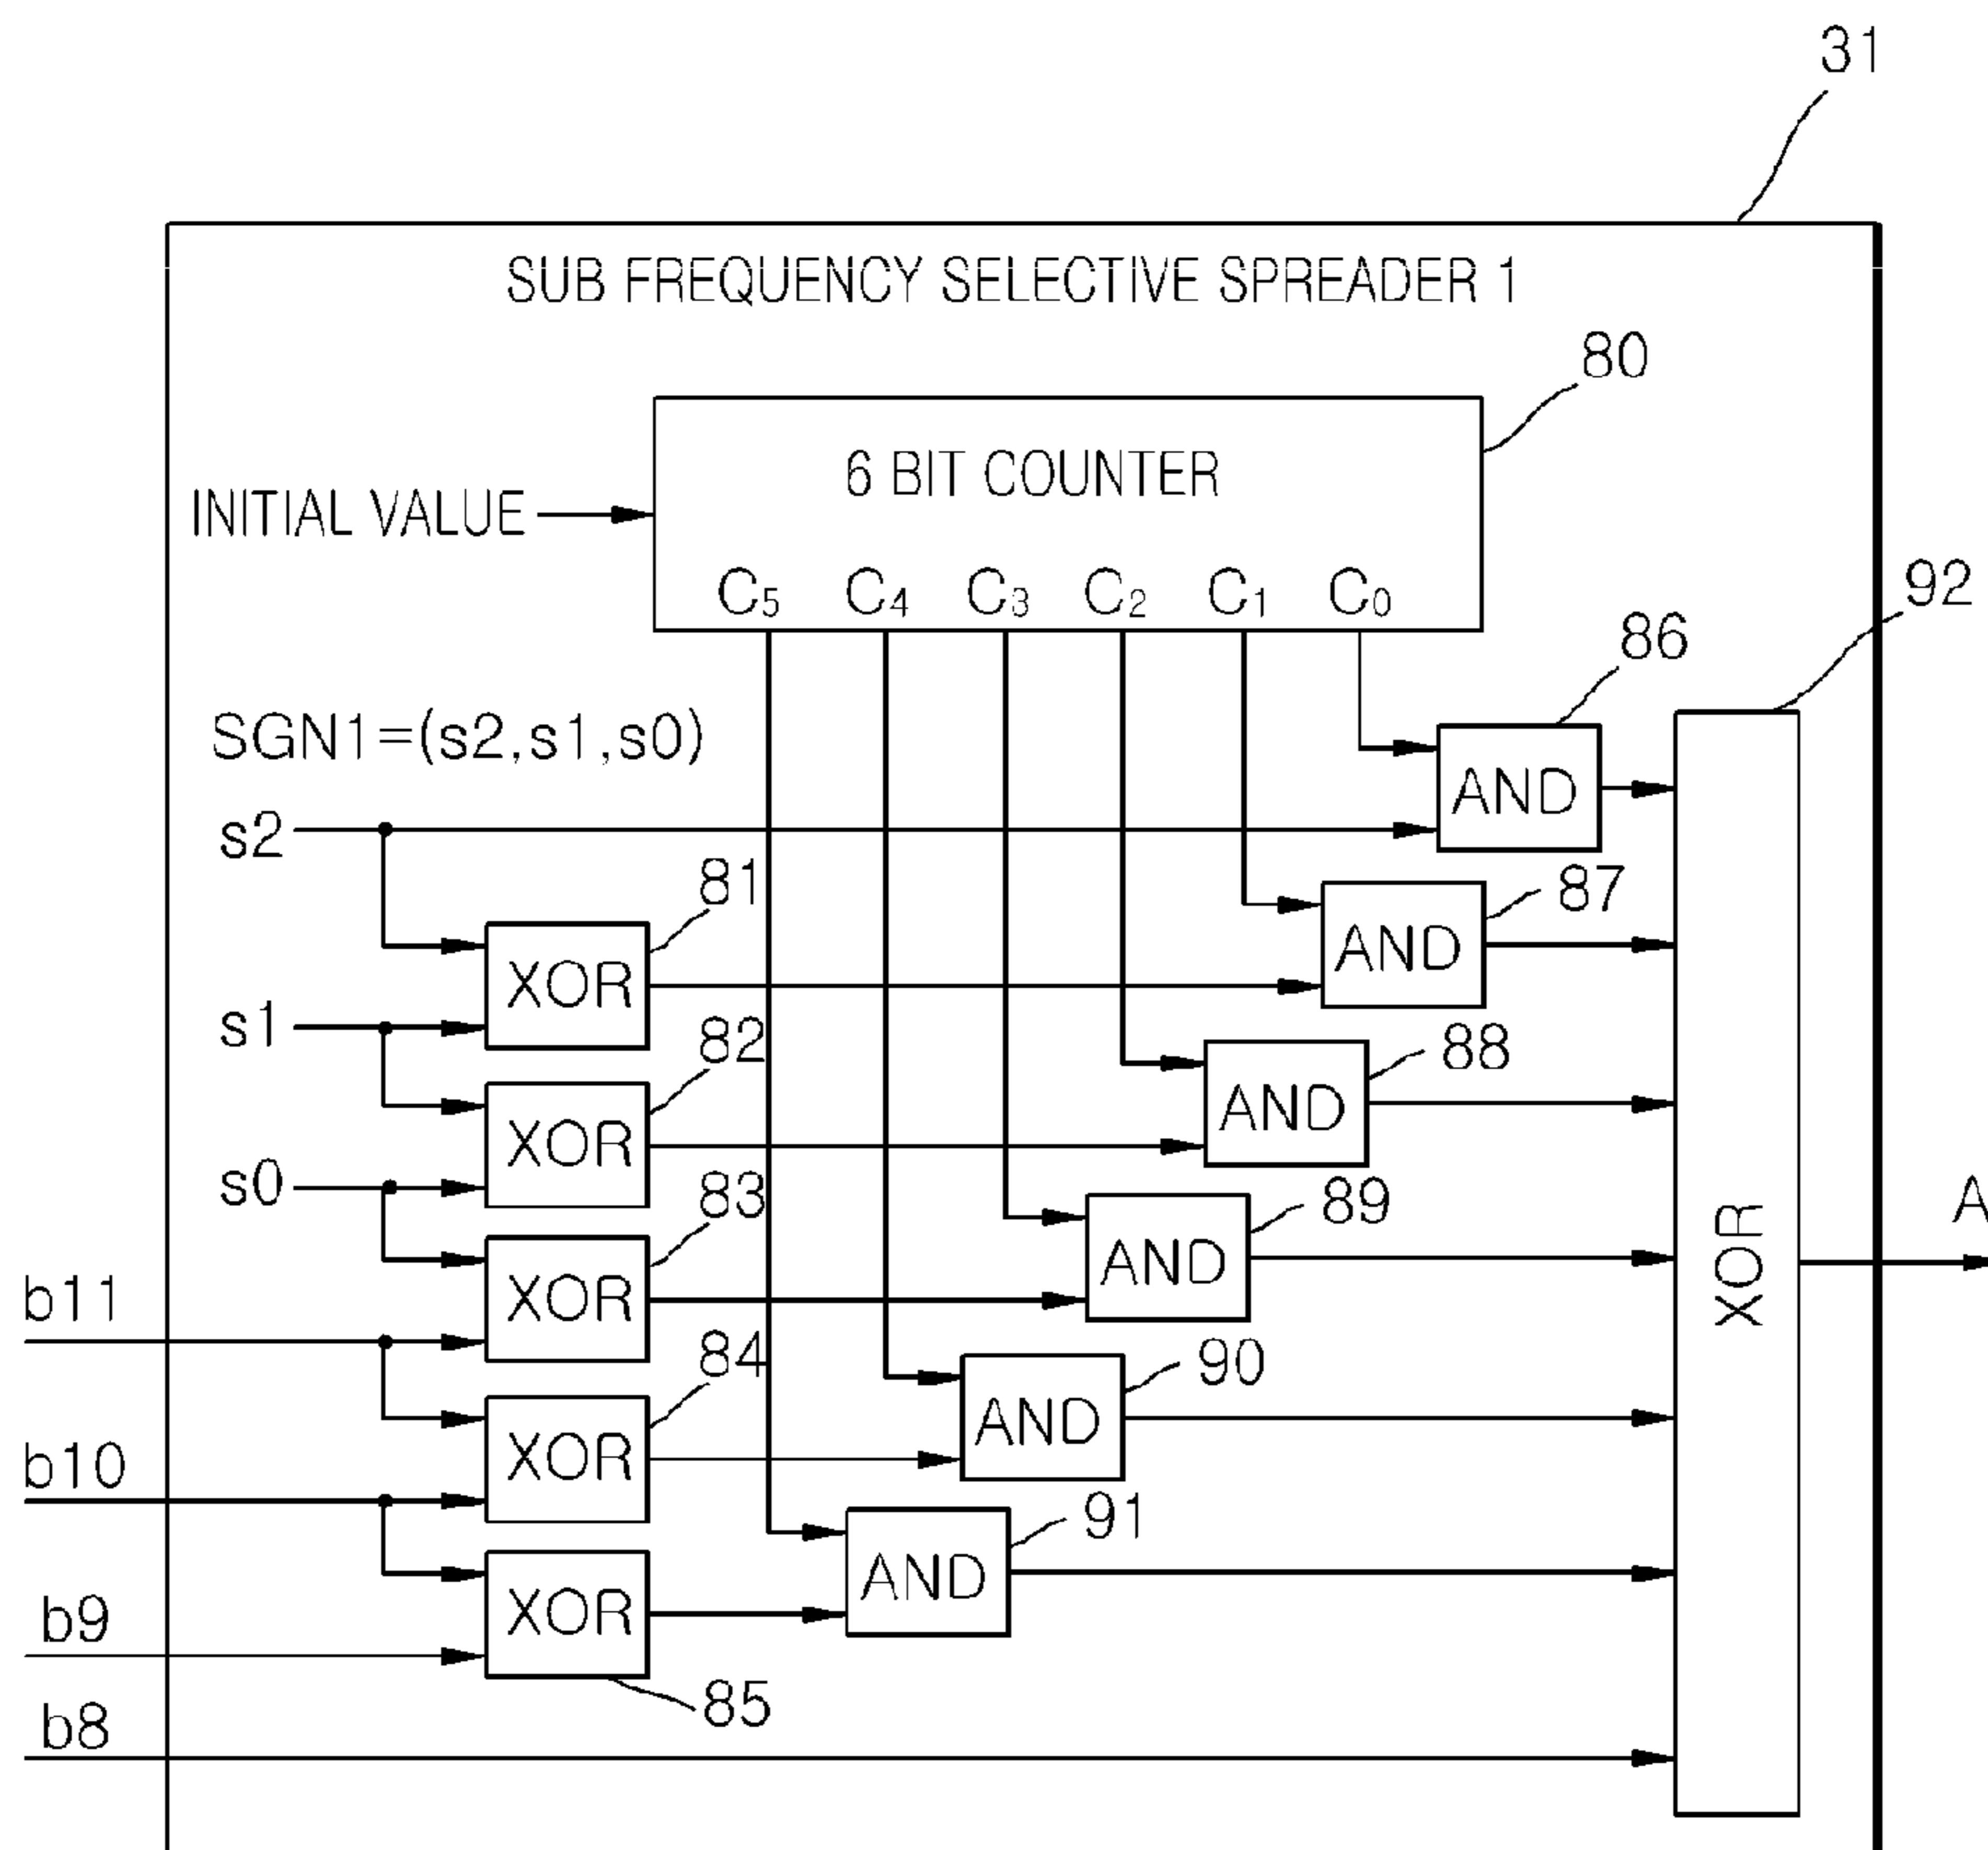 31
SUB FREQUENCY SELECTIVE SPREADER 1
80
6 BIT COUNTER
INITIAL VALUE
C5 C4 C3 C2 C1 C0
92
86
SGN1=(s2,s1,s0)
AND
s2
81
87
XOR
AND
s1
82
88
XOR
AND
s0
83
89
XOR
AND
XOR
A
b11
84
90
XOR
AND
b10
91
XOR
AND
b9
85
b8